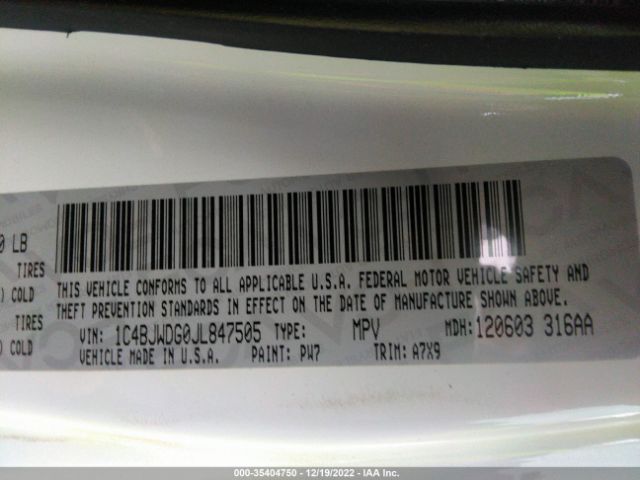 0 LB
TIRES
) COLD
TIRES
) COLD
THIS VEHICLE CONFORMS TO ALL APPLICABLE U.S.A. FEDERAL MOTOR VEHICLE SAFETY AND
THEFT PREVENTION STANDARDS IN EFFECT ON THE DATE OF MANUFACTURE SHOWN ABOVE.
VIN: 1C4BJWDG0JL847505 TYPE: MPV MDH: 120603 316AA
VEHICLE MADE IN U.S.A. PAINT: PW7 TRIM: A7X9
000-35404750 - 12/19/2022 - IAA Inc.